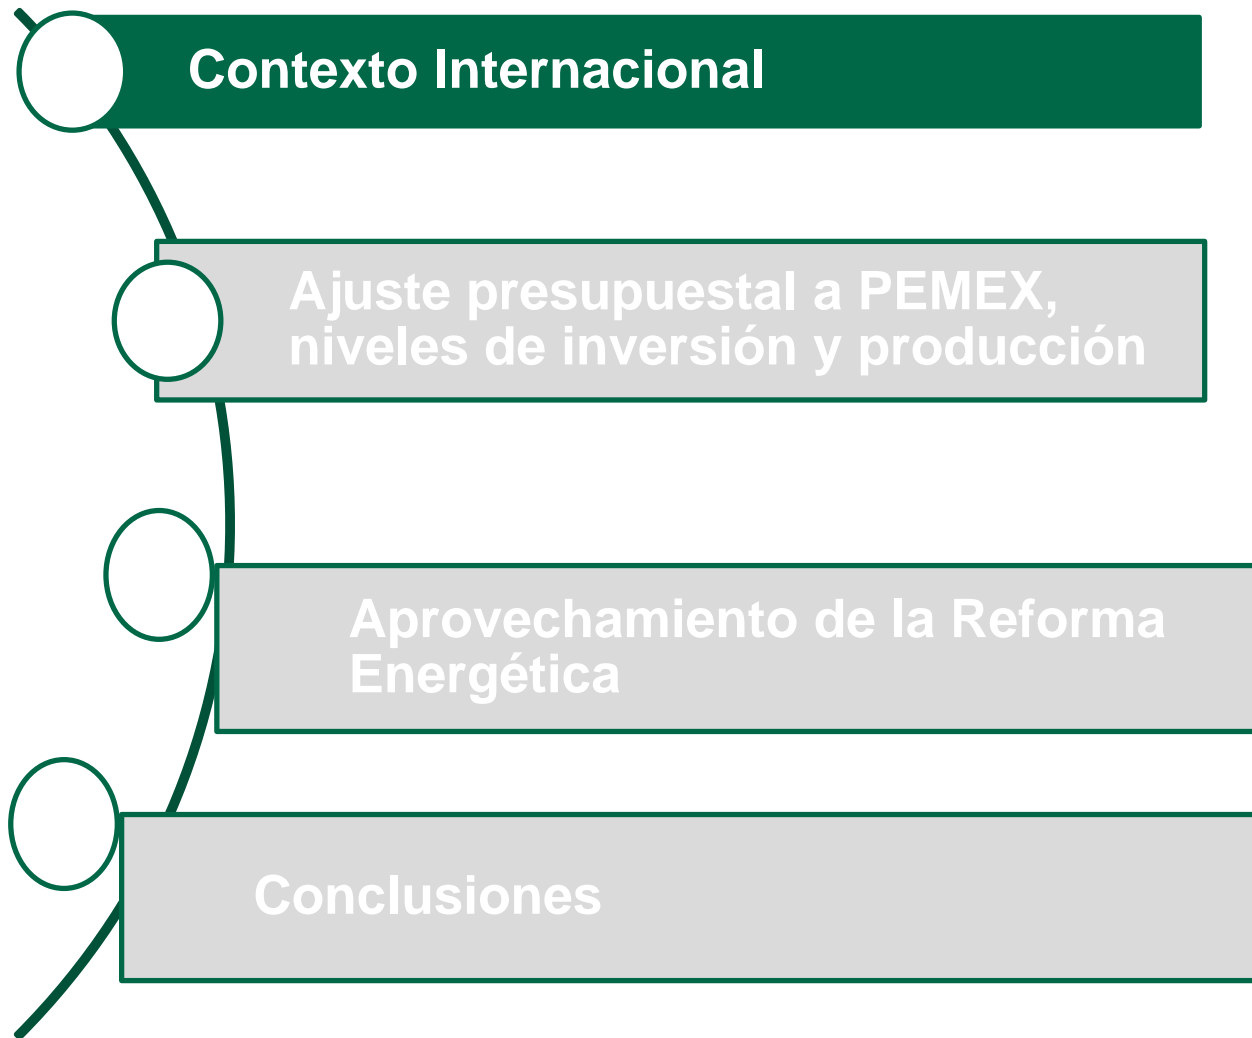 Contexto Internacional
Ajuste presupuestal a PEMEX,
niveles de inversión y producción
Aprovechamiento de la Reforma
Energética
Conclusiones